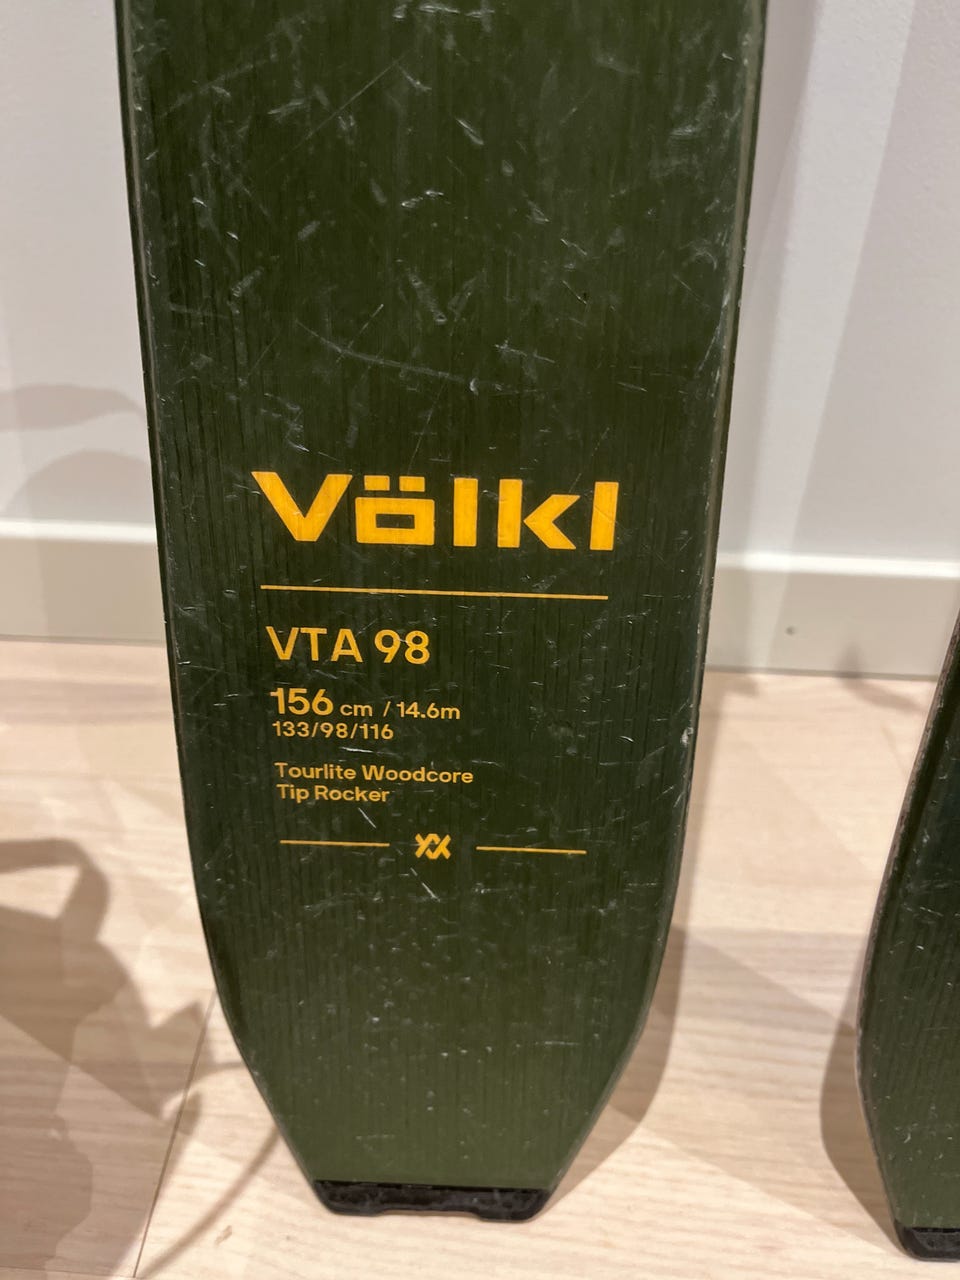 Völkl
VTA 98
156 cm / 14.6m
133/98/116
Tourlite Woodcore
Tip Rocker